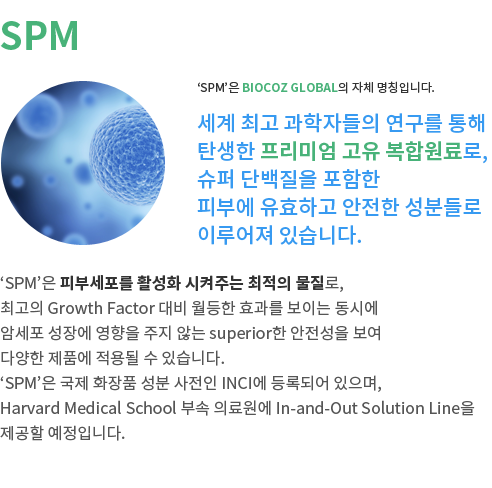 SPM
‘SPM’은 BIOCOZ GLOBAL의 자체 명칭입니다.
세계 최고 과학자들의 연구를 통해
탄생한 프리미엄 고유 복합원료로,
슈퍼 단백질을 포함한
피부에 유효하고 안전한 성분들로
이루어져 있습니다.
‘SPM’은 피부세포를 활성화 시켜주는 최적의 물질로,
최고의 Growth Factor 대비 월등한 효과를 보이는 동시에
암세포 성장에 영향을 주지 않는 superior한 안전성을 보여
다양한 제품에 적용될 수 있습니다.
‘SPM’은 국제 화장품 성분 사전인 INCI에 등록되어 있으며,
Harvard Medical School 부속 의료원에 In-and-Out Solution Line을
제공할 예정입니다.